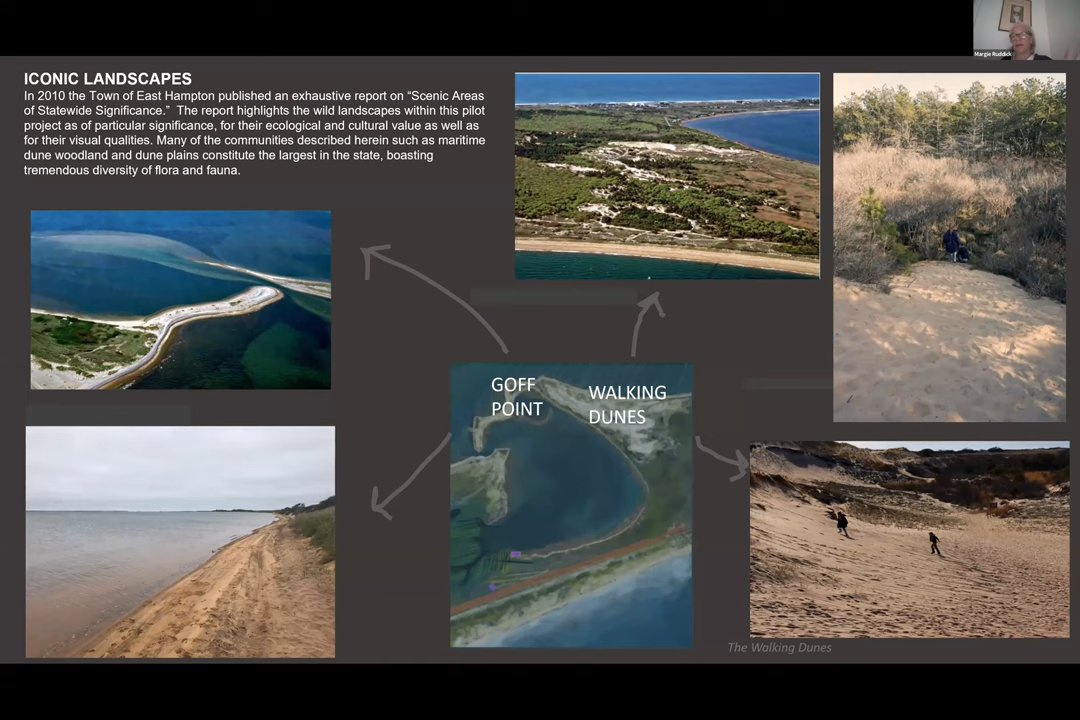 Margie Ruddick
ICONIC LANDSCAPES
In 2010 the Town of East Hampton published an exhaustive report on “Scenic Areas
of Statewide Significance.”  The report highlights the wild landscapes within this pilot
project as of particular significance, for their ecological and cultural value as well as
for their visual qualities. Many of the communities described herein such as maritime
dune woodland and dune plains constitute the largest in the state, boasting
tremendous diversity of flora and fauna.
GOFF
POINT
WALKING
DUNES
The Walking Dunes